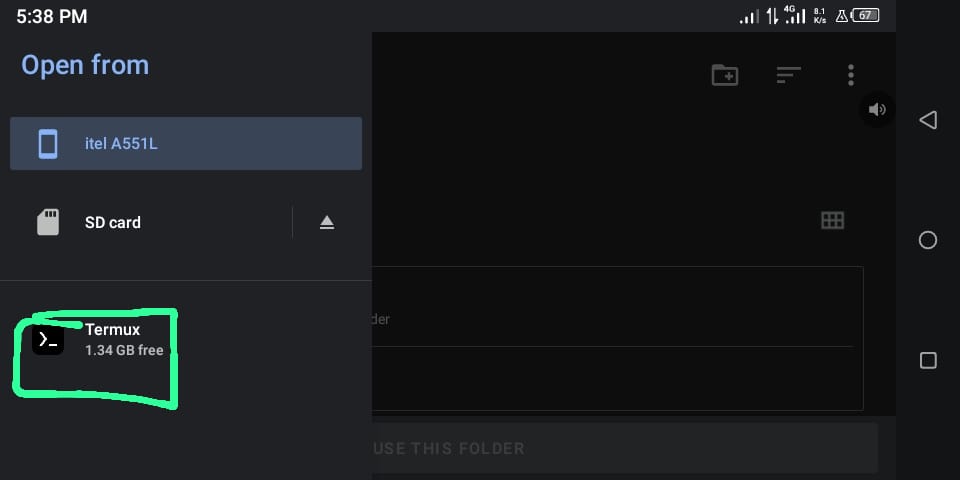 5:38 PM
4G
8.1
K/s
67
Open from
itel A551L
SD card
der
Termux
1.34 GB free
USE THIS FOLDER